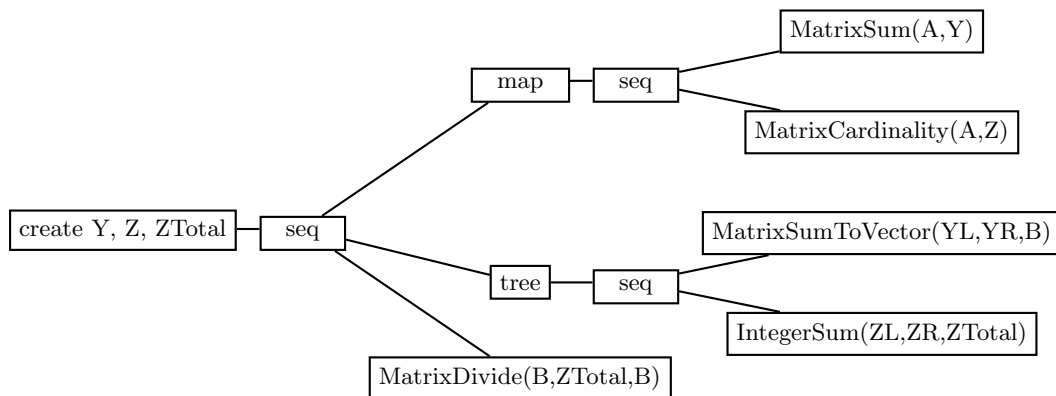 MatrixSum(A,Y)
map
seq
MatrixCardinality(A,Z)
create Y, Z, ZTotal
seq
MatrixSumToVector(YL,YR,B)
tree
seq
IntegerSum(ZL,ZR,ZTotal)
MatrixDivide(B,ZTotal,B)